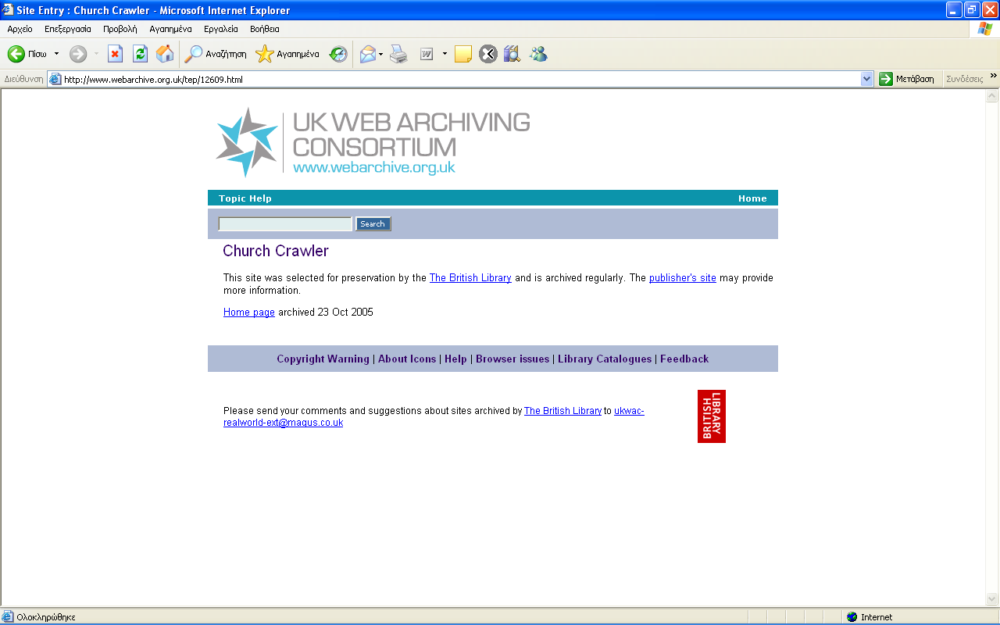 Site Entry : Church Crawler - Microsoft Internet Explorer
Αρχείο Επεξεργασία Προβολή Αγαπημένα Εργαλεία Βοήθεια
Πίσω Αναζήτηση Αγαπημένα
Διεύθυνση http://www.webarchive.org.uk/tep/12609.html Μετάβαση Συνδέσεις »
UK WEB ARCHIVING
CONSORTIUM
www.webarchive.org.uk
Topic Help Home
Search
Church Crawler
This site was selected for preservation by the The British Library and is archived regularly. The publisher's site may provide
more information.
Home page archived 23 Oct 2005
Copyright Warning | About Icons | Help | Browser issues | Library Catalogues | Feedback
Please send your comments and suggestions about sites archived by The British Library to ukwac-
realworld-ext@magus.co.uk
BRITISH
LIBRARY
Ολοκληρώθηκε Internet